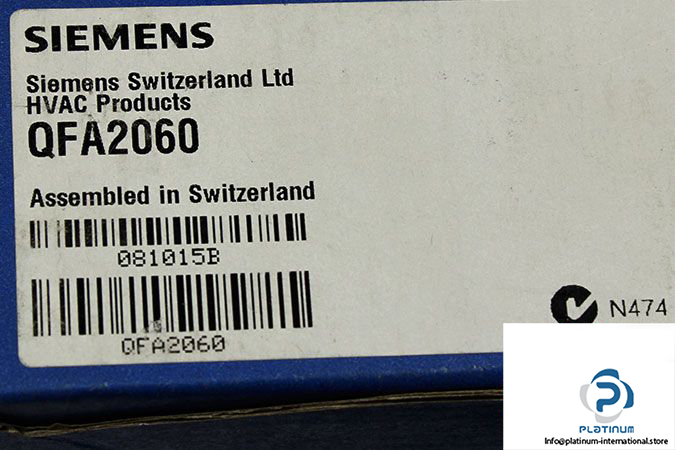 SIEMENS
Siemens Switzerland Ltd
HVAC Products
QFA2060
Assembled in Switzerland
081015B
QFA2060
N474
PLATINUM
Info@platinum-international.store